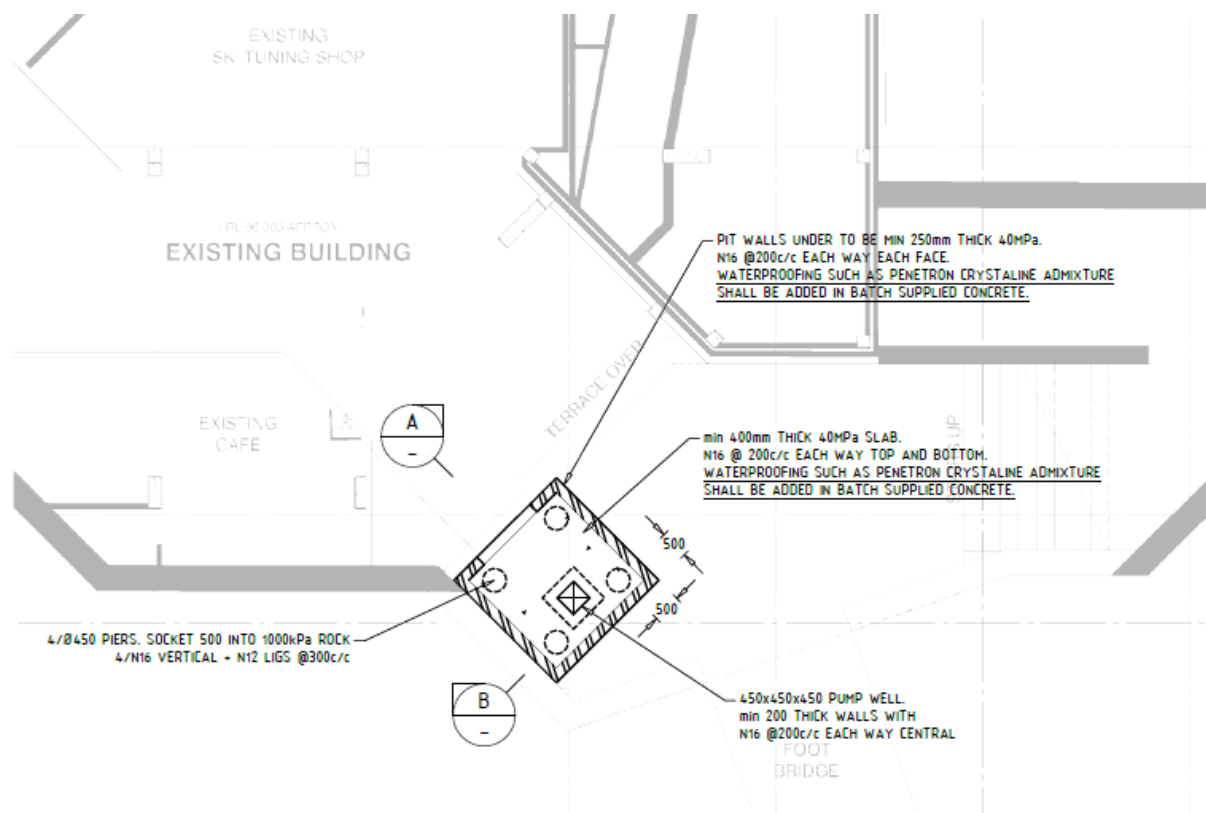 EXISTING
SK TUNING SHOP
EXISTING BUILDING
PIT WALLS UNDER TO BE MIN 250mm THICK 40MPa.
N16 @200c/c EACH WAY EACH FACE.
WATERPROOFING SUCH AS PENETRON CRYSTALINE ADMIXTURE
SHALL BE ADDED IN BATCH SUPPLIED CONCRETE.
TERRACE OVER
EXISTING
CAFE
A
-
min 400mm THICK 40MPa SLAB.
N16 @ 200c/c EACH WAY TOP AND BOTTOM.
WATERPROOFING SUCH AS PENETRON CRYSTALINE ADMIXTURE
SHALL BE ADDED IN BATCH SUPPLIED CONCRETE.
UP
500
500
4/Ø450 PIERS. SOCKET 500 INTO 1000kPa ROCK
4/N16 VERTICAL + N12 LIGS @300c/c
B
-
450x450x450 PUMP WELL.
min 200 THICK WALLS WITH
N16 @200c/c EACH WAY CENTRAL
FOOT
BRIDGE